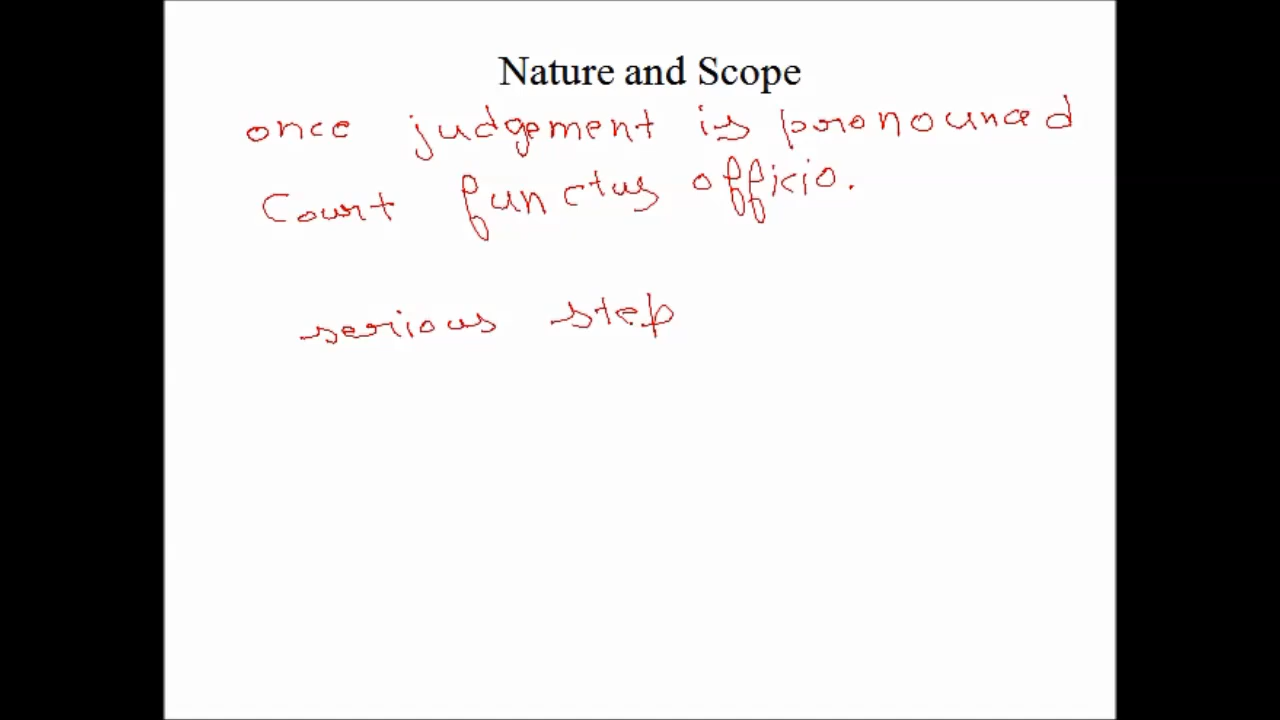 Nature and Scope
once judgement is pronounced
Court functus officio.
serious step